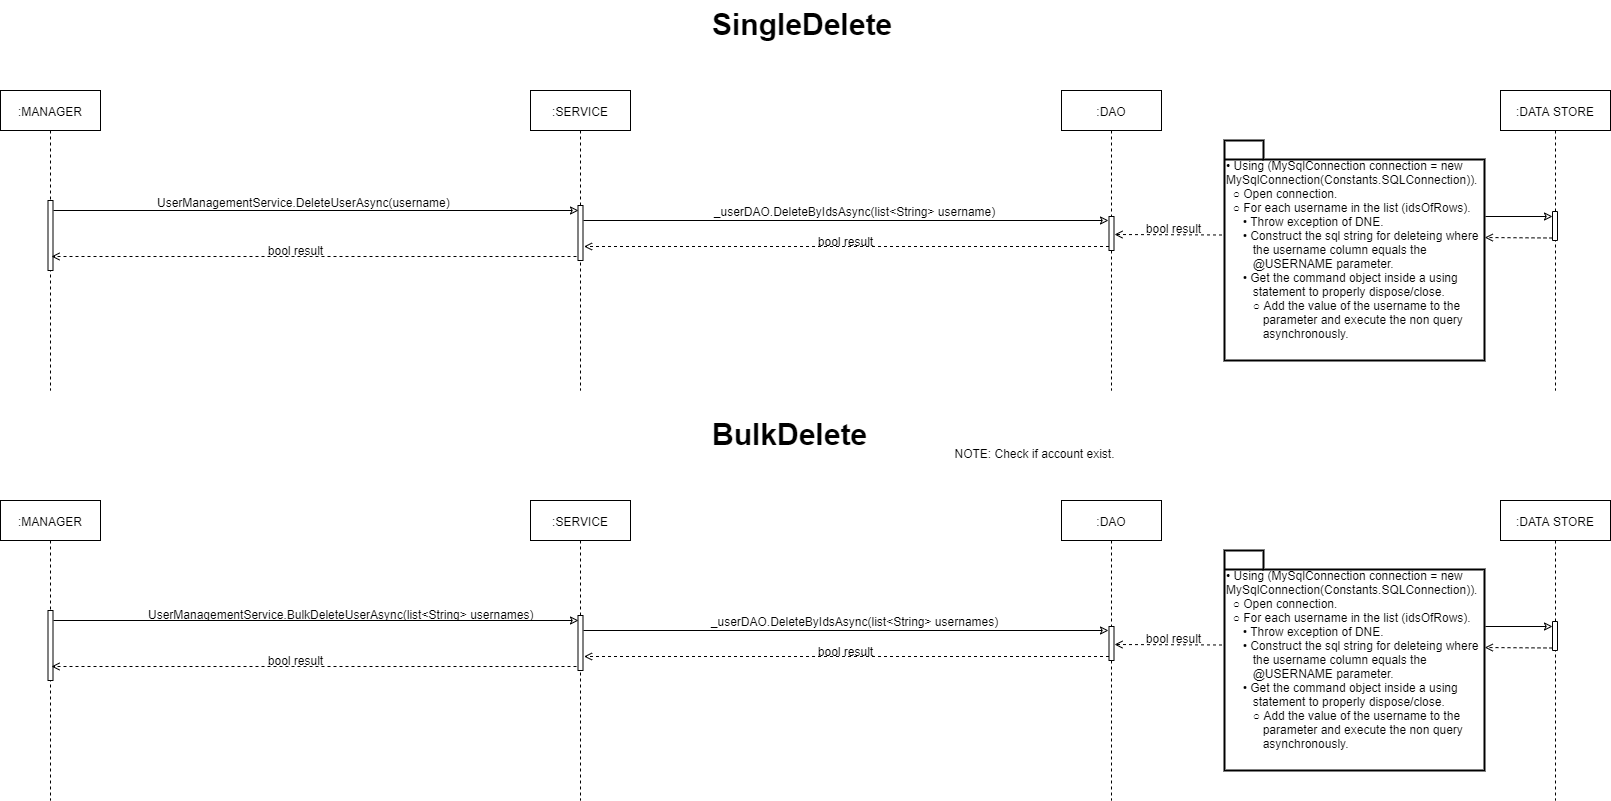 SingleDelete
:MANAGER
:SERVICE
:DAO
:DATA STORE
UserManagementService.DeleteUserAsync(username)
_userDAO.DeleteByIdsAsync(list<String> username)
bool result
bool result
bool result
• Using (MySqlConnection connection = new
MySqlConnection(Constants.SQLConnection)).
○ Open connection.
○ For each username in the list (idsOfRows).
• Throw exception of DNE.
• Construct the sql string for deleteing where
the username column equals the
@USERNAME parameter.
• Get the command object inside a using
statement to properly dispose/close.
○ Add the value of the username to the
parameter and execute the non query
asynchronously.
BulkDelete
NOTE: Check if account exist.
:MANAGER
:SERVICE
:DAO
:DATA STORE
UserManagementService.BulkDeleteUserAsync(list<String> usernames)
_userDAO.DeleteByIdsAsync(list<String> usernames)
bool result
bool result
bool result
• Using (MySqlConnection connection = new
MySqlConnection(Constants.SQLConnection)).
○ Open connection.
○ For each username in the list (idsOfRows).
• Throw exception of DNE.
• Construct the sql string for deleteing where
the username column equals the
@USERNAME parameter.
• Get the command object inside a using
statement to properly dispose/close.
○ Add the value of the username to the
parameter and execute the non query
asynchronously.